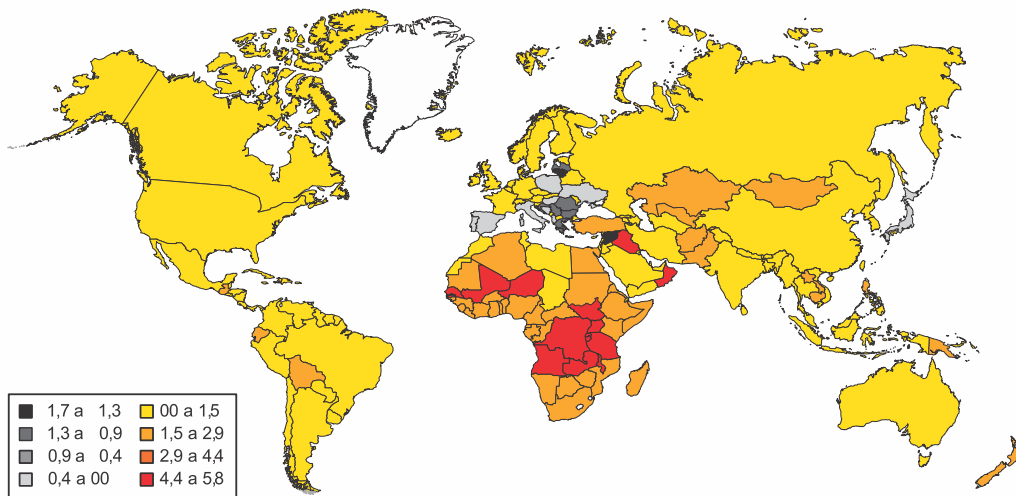 1,7 a 1,3
1,3 a 0,9
0,9 a 0,4
0,4 a 00
00 a 1,5
1,5 a 2,9
2,9 a 4,4
4,4 a 5,8